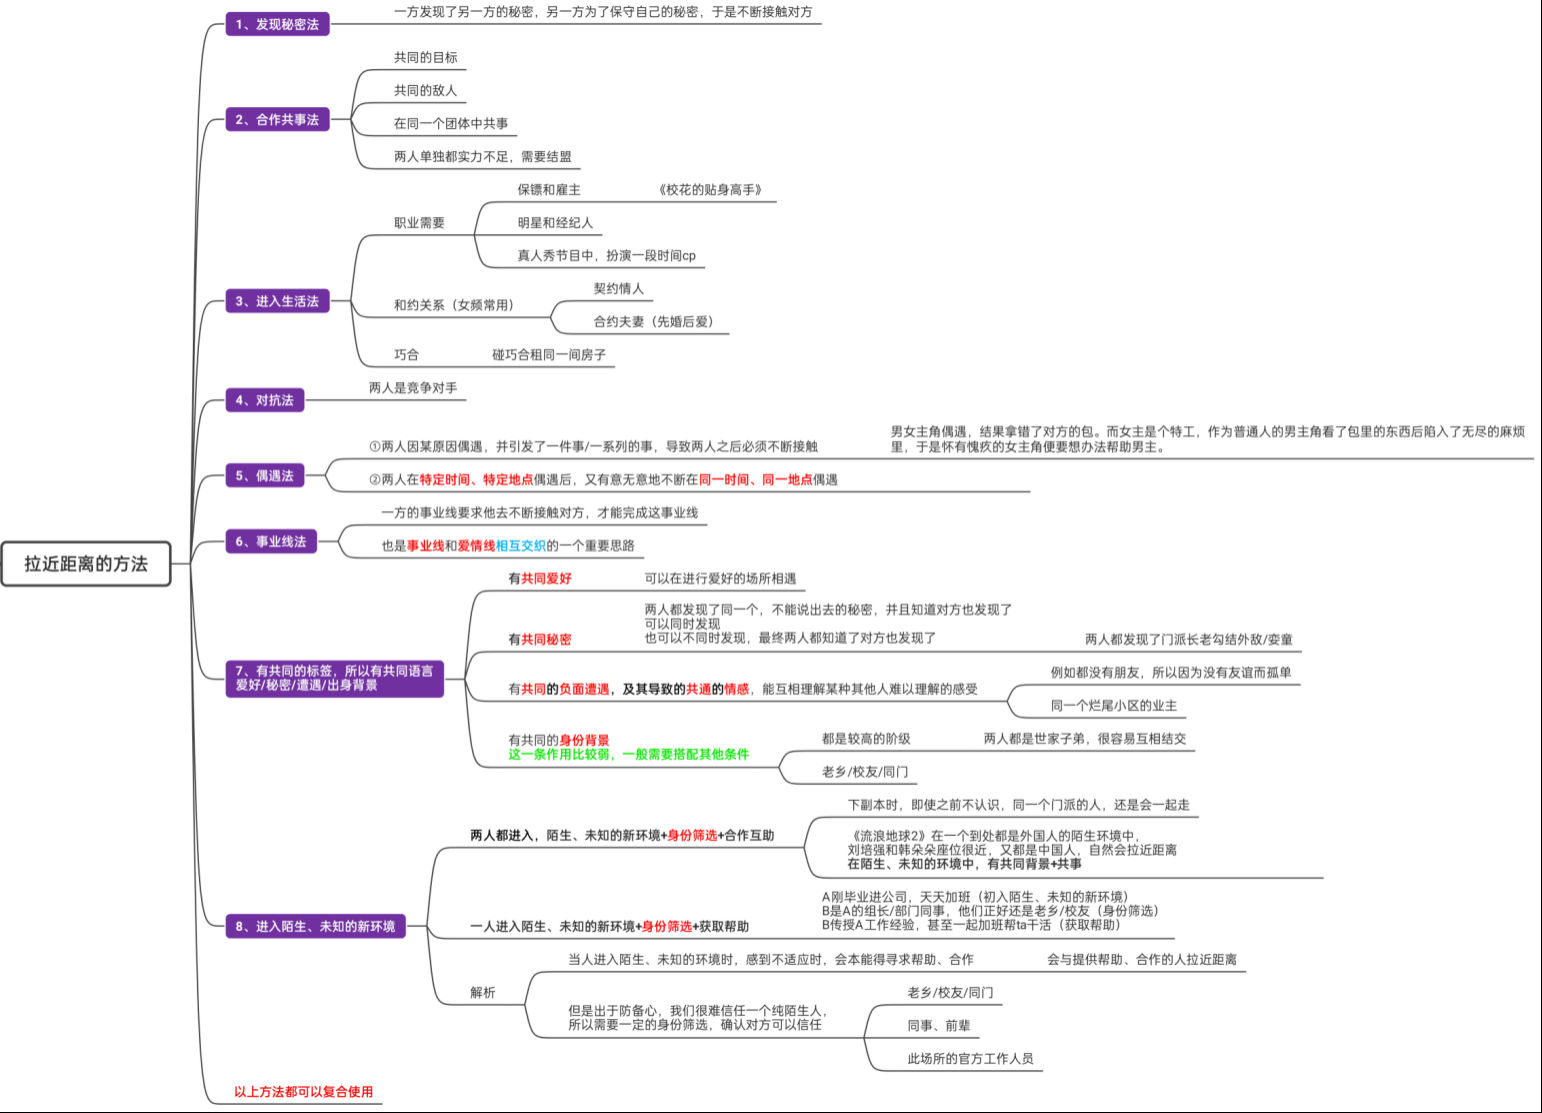 拉近距离的方法
1、发现秘密法
一方发现了另一方的秘密，另一方为了保守自己的秘密，于是不断接触对方
2、合作共事法
共同的目标
共同的敌人
在同一个团体中共事
两人单独都实力不足，需要结盟
3、进入生活法
职业需要
保镖和雇主
《校花的贴身高手》
明星和经纪人
真人秀节目中，扮演一段时间cp
和约关系（女频常用）
契约情人
合约夫妻（先婚后爱）
巧合
碰巧合租同一间房子
4、对抗法
两人是竞争对手
5、偶遇法
①两人因某原因偶遇，并引发了一件事/一系列的事，导致两人之后必须不断接触
男女主角偶遇，结果拿错了对方的包。而女主是个特工，作为普通人的男主角看了包里的东西后陷入了无尽的麻烦
里，于是怀有愧疚的女主角便要想办法帮助男主。
②两人在特定时间、特定地点偶遇后，又有意无意地不断在同一时间、同一地点偶遇
6、事业线法
一方的事业线要求他去不断接触对方，才能完成这事业线
也是事业线和爱情线相互交织的一个重要思路
7、有共同的标签，所以有共同语言
爱好/秘密/遭遇/出身背景
有共同爱好
可以在进行爱好的场所相遇
有共同秘密
两人都发现了同一个，不能说出去的秘密，并且知道对方也发现了
可以同时发现
也可以不同时发现，最终两人都知道了对方也发现了
两人都发现了门派长老勾结外敌/娈童
有共同的负面遭遇，及其导致的共通的情感，能互相理解某种其他人难以理解的感受
例如都没有朋友，所以因为没有友谊而孤单
同一个烂尾小区的业主
有共同的身份背景
这一条作用比较弱，一般需要搭配其他条件
都是较高的阶级
两人都是世家子弟，很容易互相结交
老乡/校友/同门
8、进入陌生、未知的新环境
两人都进入，陌生、未知的新环境+身份筛选+合作互助
下副本时，即使之前不认识，同一个门派的人，还是会一起走
《流浪地球2》在一个到处都是外国人的陌生环境中，
刘培强和韩朵朵座位很近，又都是中国人，自然会拉近距离
在陌生、未知的环境中，有共同背景+共事
一人进入陌生、未知的新环境+身份筛选+获取帮助
A刚毕业进公司，天天加班（初入陌生、未知的新环境）
B是A的组长/部门同事，他们正好还是老乡/校友（身份筛选）
B传授A工作经验，甚至一起加班帮ta干活（获取帮助）
解析
当人进入陌生、未知的环境时，感到不适应时，会本能得寻求帮助、合作
会与提供帮助、合作的人拉近距离
但是出于防备心，我们很难信任一个纯陌生人，
所以需要一定的身份筛选，确认对方可以信任
老乡/校友/同门
同事、前辈
此场所的官方工作人员
以上方法都可以复合使用